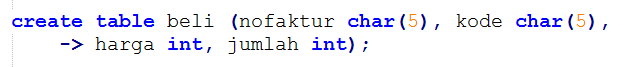 create table beli (nofaktur char(5), kode char(5),
-> harga int, jumlah int);